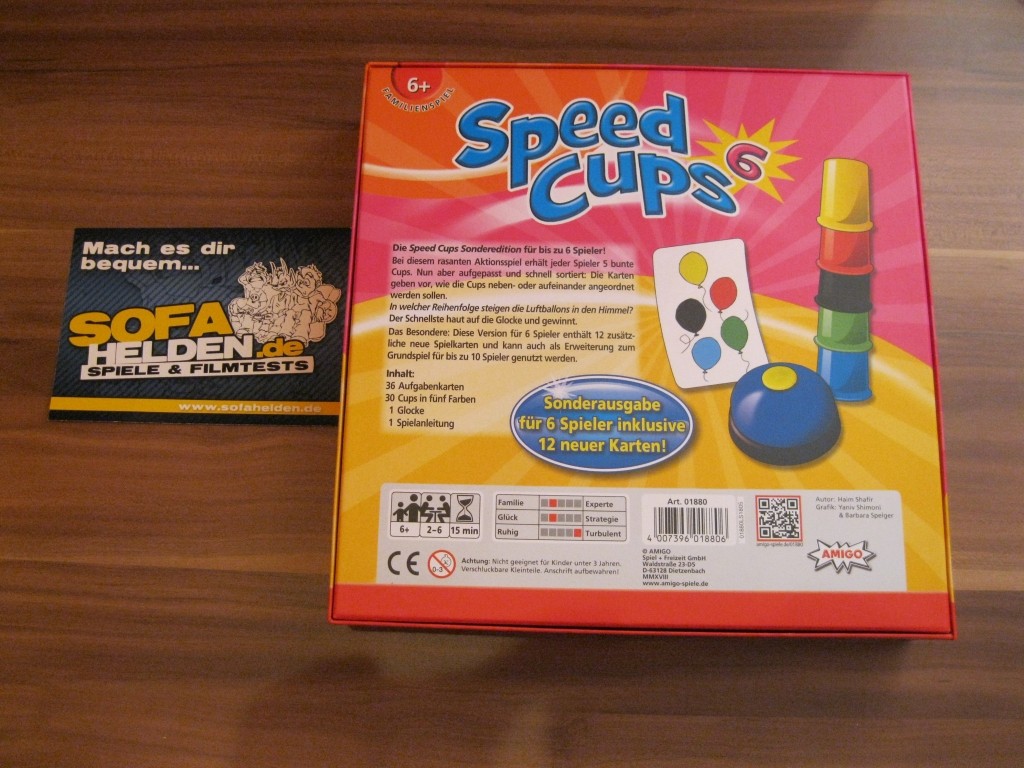 Mach es dir
bequem...
SOFA
HELDEN.de
SPIELE & FILMTESTS
www.sofahelden.de
6+
FAMILIENSPIEL
Speed
Cups 6
Die Speed Cups Sonderedition für bis zu 6 Spieler!
Bei diesem rasanten Aktionsspiel erhält jeder Spieler 5 bunte
Cups. Nun aber aufgepasst und schnell sortiert: Die Karten
geben vor, wie die Cups neben- oder aufeinander angeordnet
werden sollen.
In welcher Reihenfolge steigen die Luftballons in den Himmel?
Der Schnellste haut auf die Glocke und gewinnt.
Das Besondere: Diese Version für 6 Spieler enthält 12 zusätz-
liche neue Spielkarten und kann auch als Erweiterung zum
Grundspiel für bis zu 10 Spieler genutzt werden.
Inhalt:
36 Aufgabenkarten
30 Cups in fünf Farben
1 Glocke
1 Spielanleitung
Sonderausgabe
für 6 Spieler inklusive
12 neuer Karten!
6+ 2–6 15 min
Familie Experte
Glück Strategie
Ruhig Turbulent
CE 0-3
Achtung: Nicht geeignet für Kinder unter 3 Jahren.
Verschluckbare Kleinteile. Anschrift aufbewahren!
Art. 01880
4 007396 018806
© AMIGO
Spiel + Freizeit GmbH
Waldstraße 23-D5
D-63128 Dietzenbach
MMXVIII
www.amigo-spiele.de
amigo-spiele.de/01880
Autor: Haim Shafir
Grafik: Yaniv Shimoni
& Barbara Spelger
AMIGO